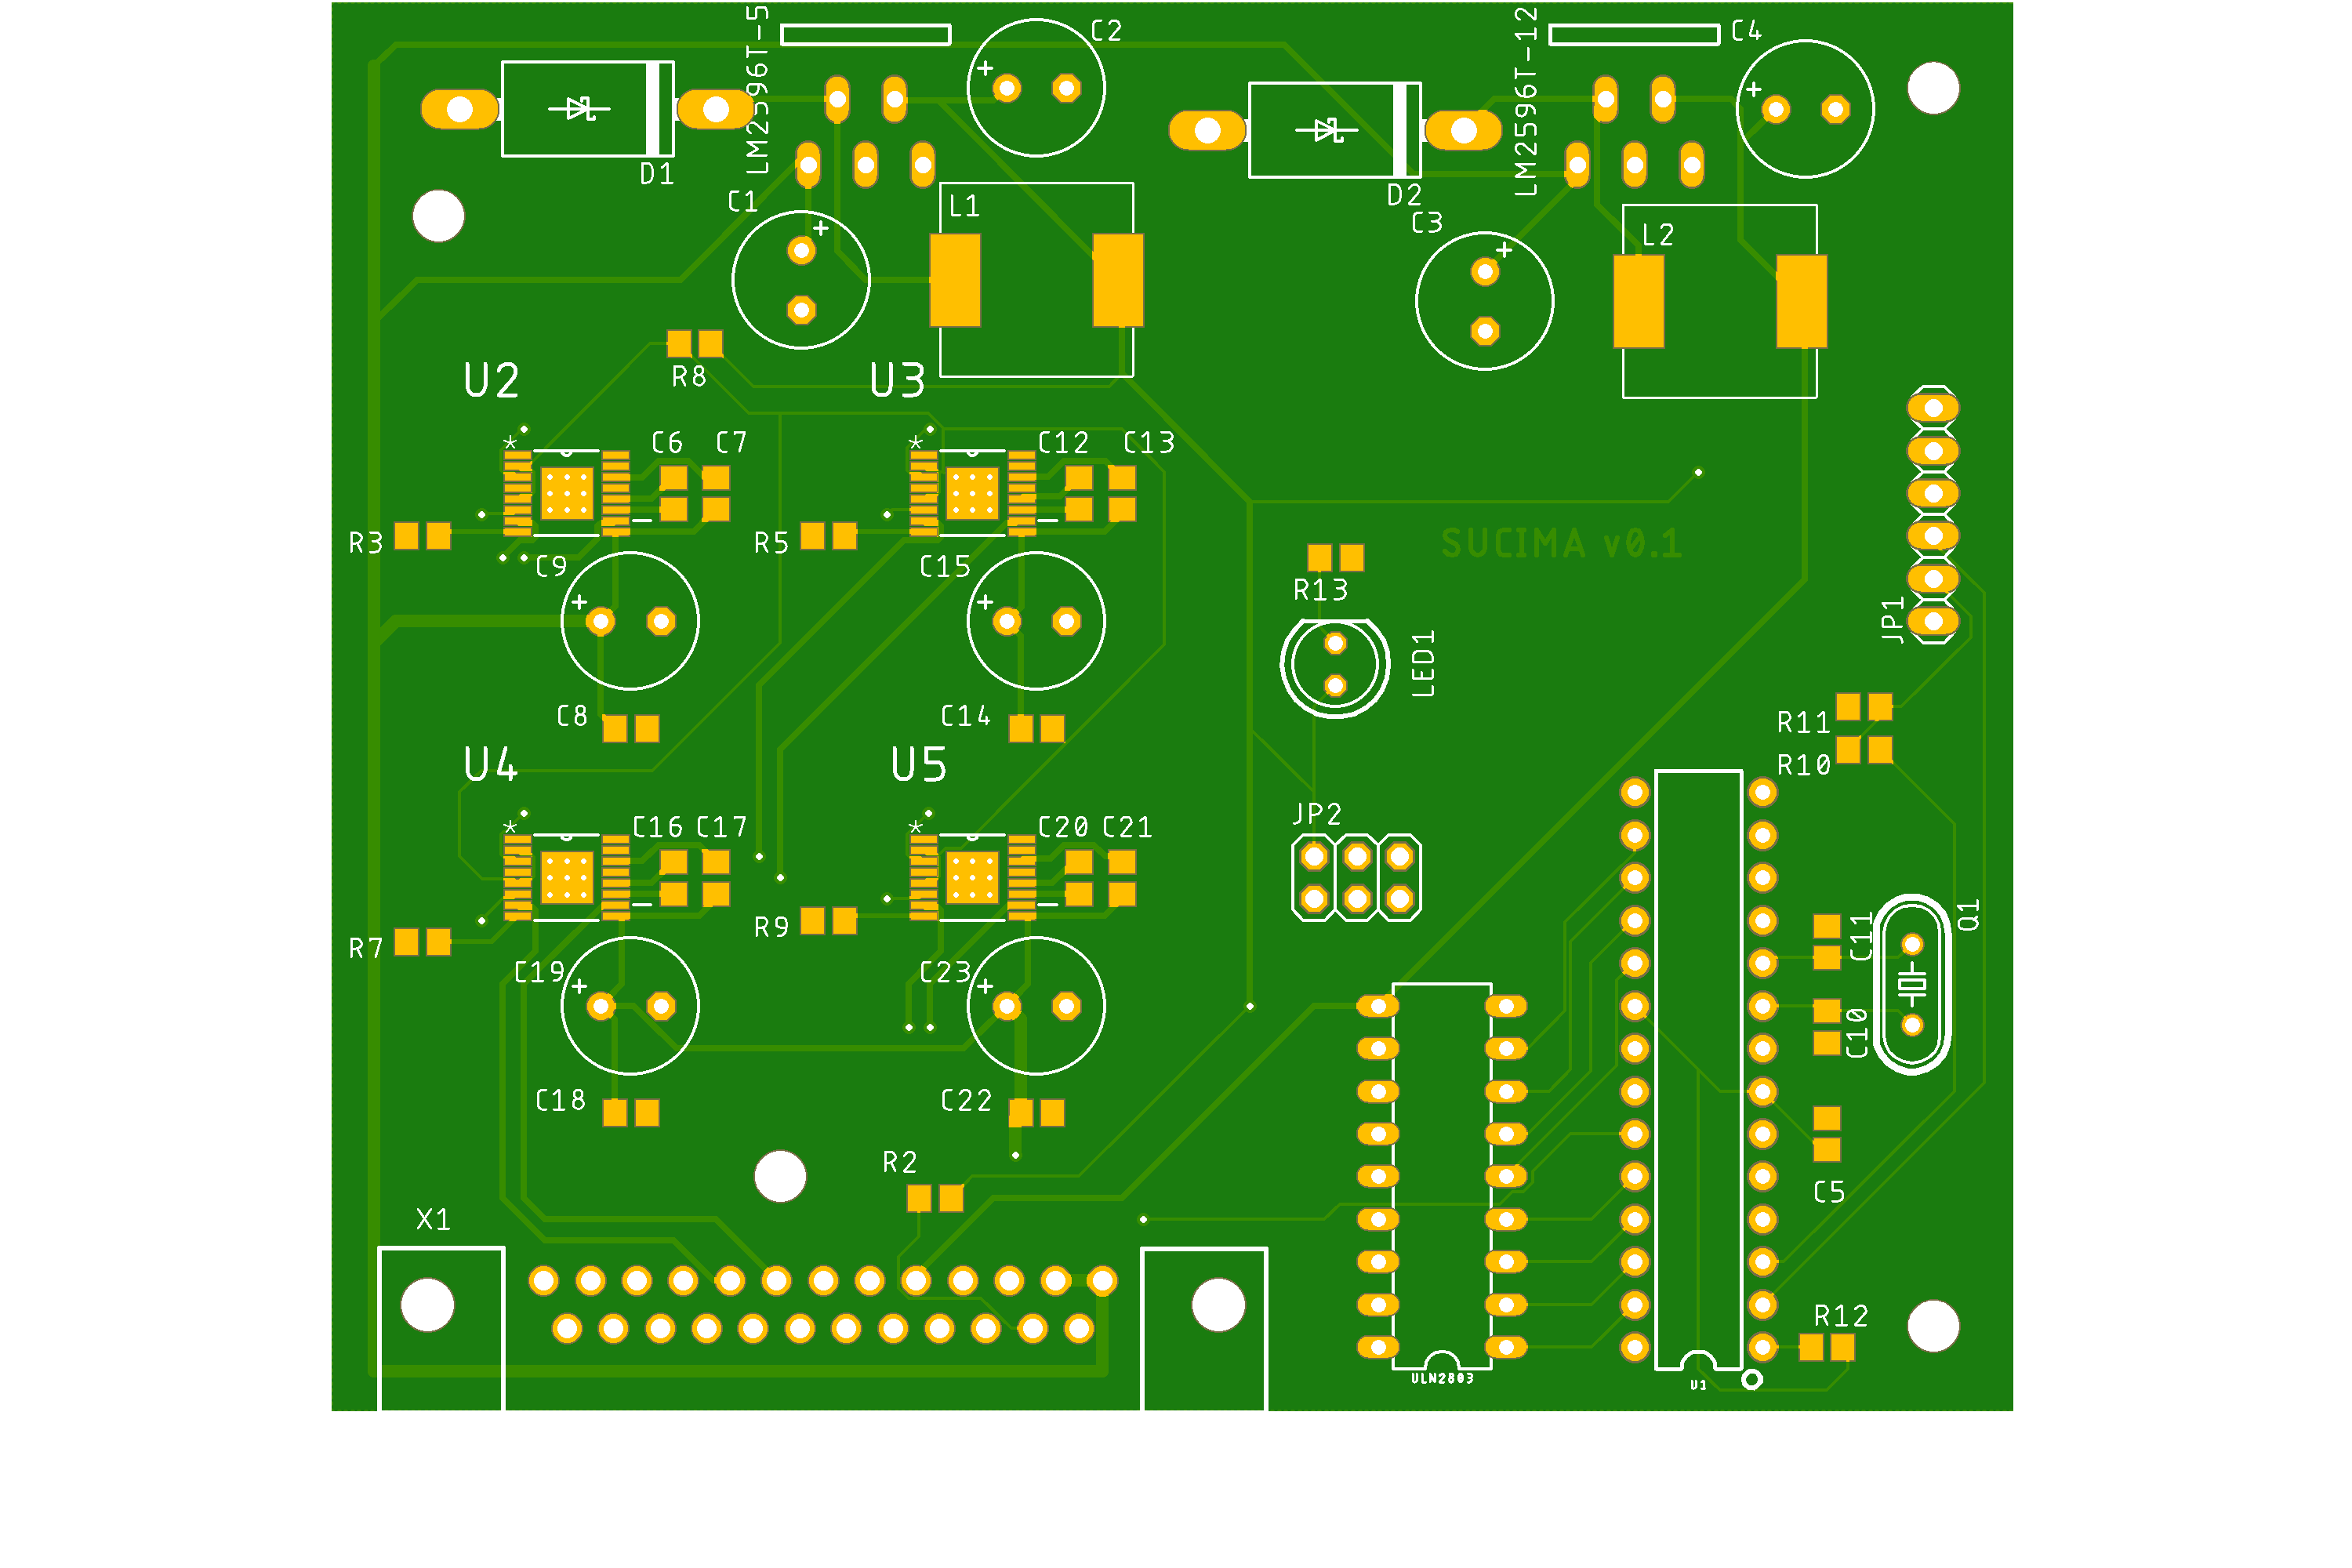 LM2596T-5
C2
LM2596T-12
C4
D1
C1
L1
D2
C3
L2
R8
U2
U3
*
C6
C7
*
C12
C13
R3
C9
R5
C15
R13
SUCIMA v0.1
JP1
LED1
C8
C14
R11
R10
U4
U5
JP2
*
C16
C17
*
C20
C21
R7
R9
C11
Q1
C19
C23
C10
C18
C22
R2
C5
X1
R12
ULN2803
U1